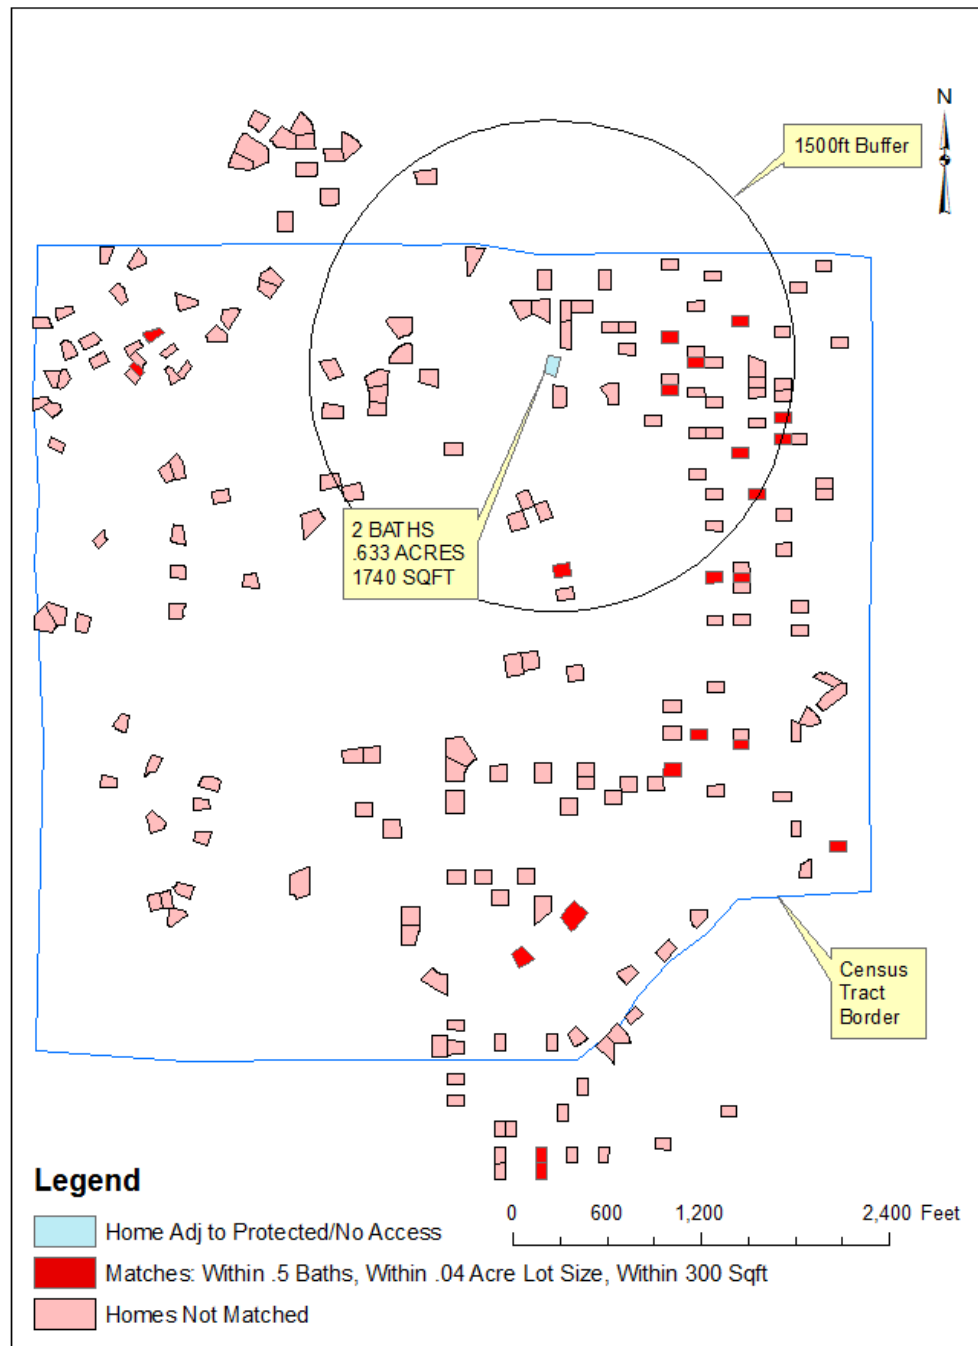 N
1500ft Buffer
2 BATHS
.633 ACRES
1740 SQFT
Census
Tract
Border
Legend
Home Adj to Protected/No Access
Matches: Within .5 Baths, Within .04 Acre Lot Size, Within 300 Sqft
Homes Not Matched
0 600 1,200 2,400 Feet